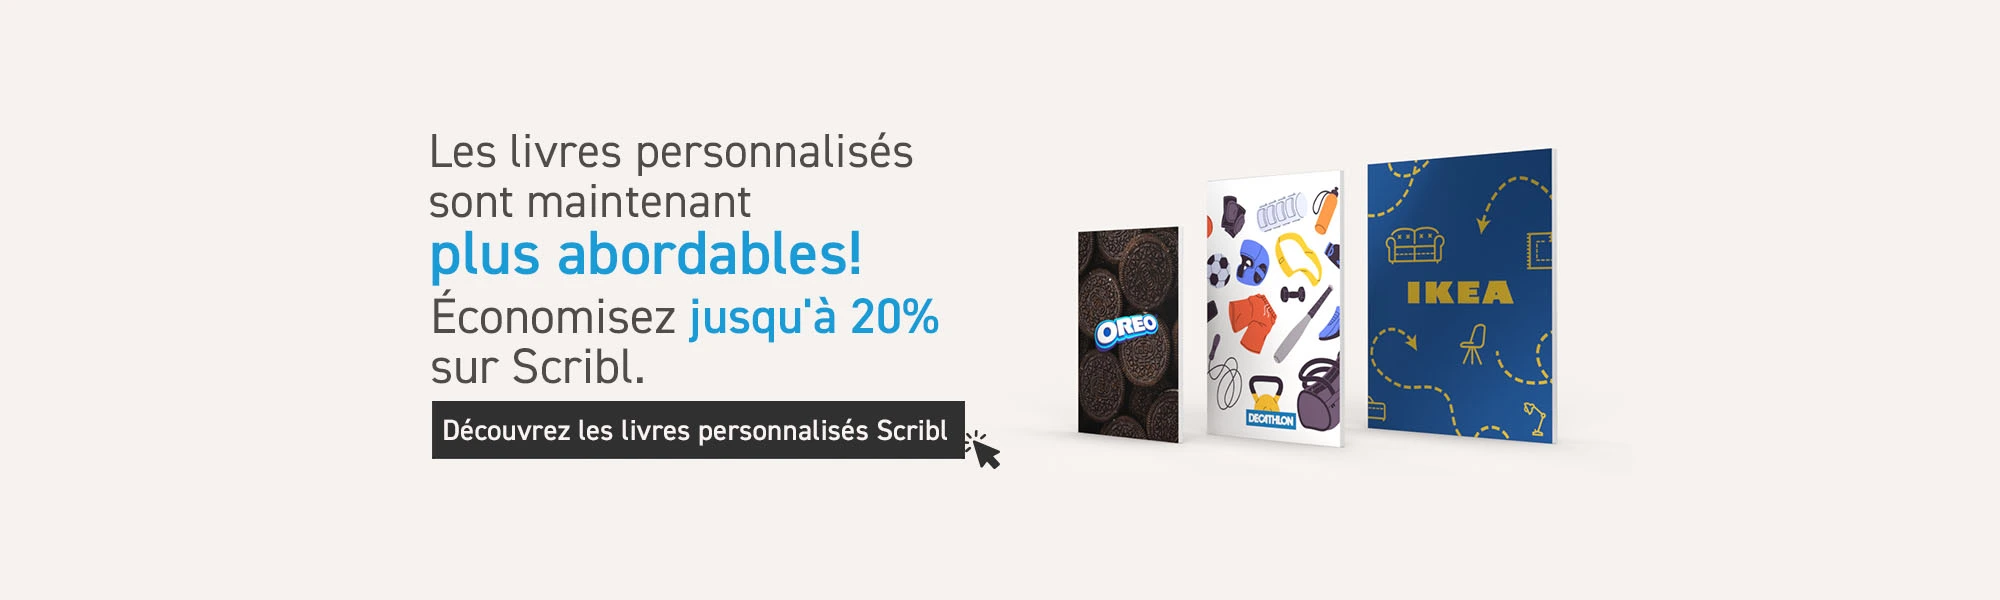 Les livres personnalisés
sont maintenant
plus abordables!
Économisez jusqu'à 20%
sur Scribl.
Découvrez les livres personnalisés Scribl
OREO
DECATHLON
IKEA